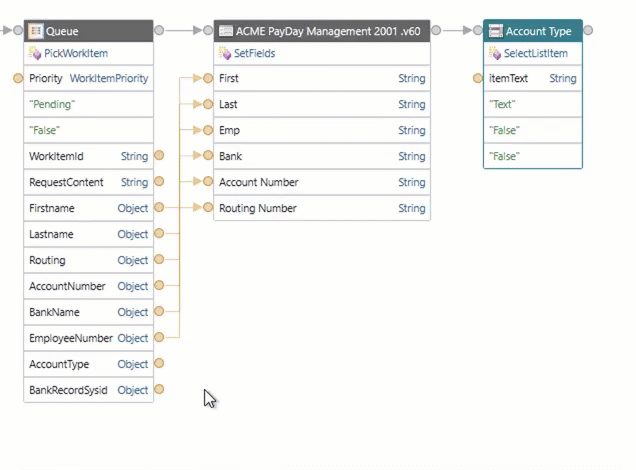 Queue
PickWorkItem
Priority WorkItemPriority
"Pending"
"False"
WorkItemId String
RequestContent String
Firstname Object
Lastname Object
Routing Object
AccountNumber Object
BankName Object
EmployeeNumber Object
AccountType Object
BankRecordSysid Object
ACME PayDay Management 2001 .v60
SetFields
First String
Last String
Emp String
Bank String
Account Number String
Routing Number String
Account Type
SelectListItem
itemText String
"Text"
"False"
"False"